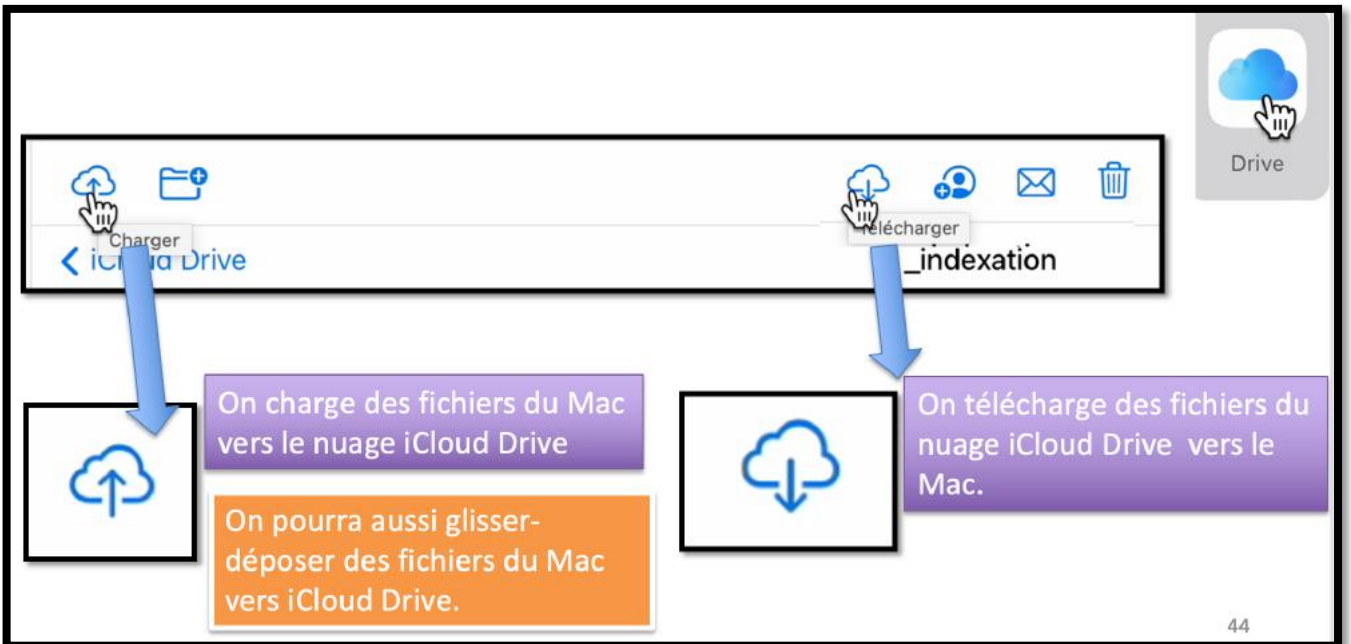 Drive
Charger
Télécharger
iCloud Drive
_indexation
On charge des fichiers du Mac
vers le nuage iCloud Drive
On pourra aussi glisser-
déposer des fichiers du Mac
vers iCloud Drive.
On télécharge des fichiers du
nuage iCloud Drive vers le
Mac.
44